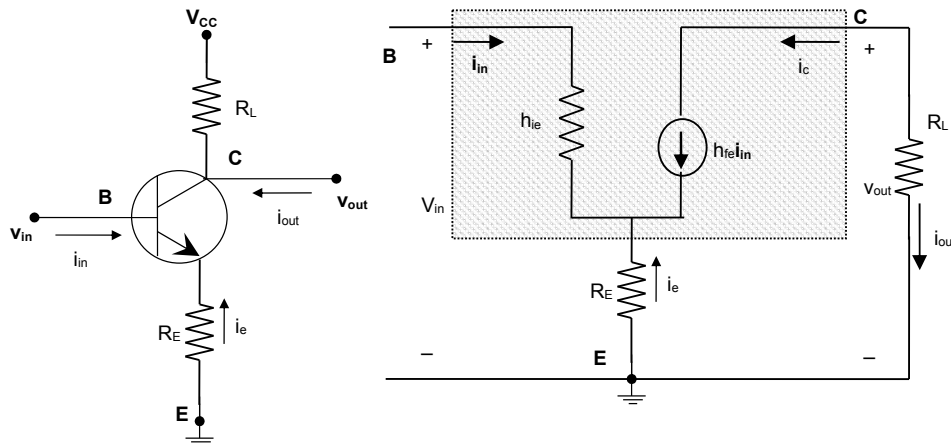 VCC
RL
C
B
vin
iin
iout
vout
RE
ie
E
B
+
iin
hie
hfeiin
ic
C
+
RL
Vin
vout
iou
RE
ie
–
E
–